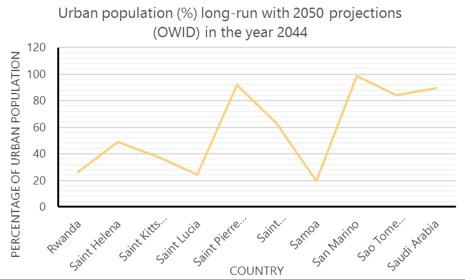 Urban population (%) long-run with 2050 projections
(OWID) in the year 2044
PERCENTAGE OF URBAN POPULATION
120
100
80
60
40
20
0
Rwanda
Saint Helena
Saint Kitts...
Saint Lucia
Saint Pierre...
Saint...
Samoa
San Marino
Sao Tome...
Saudi Arabia
COUNTRY